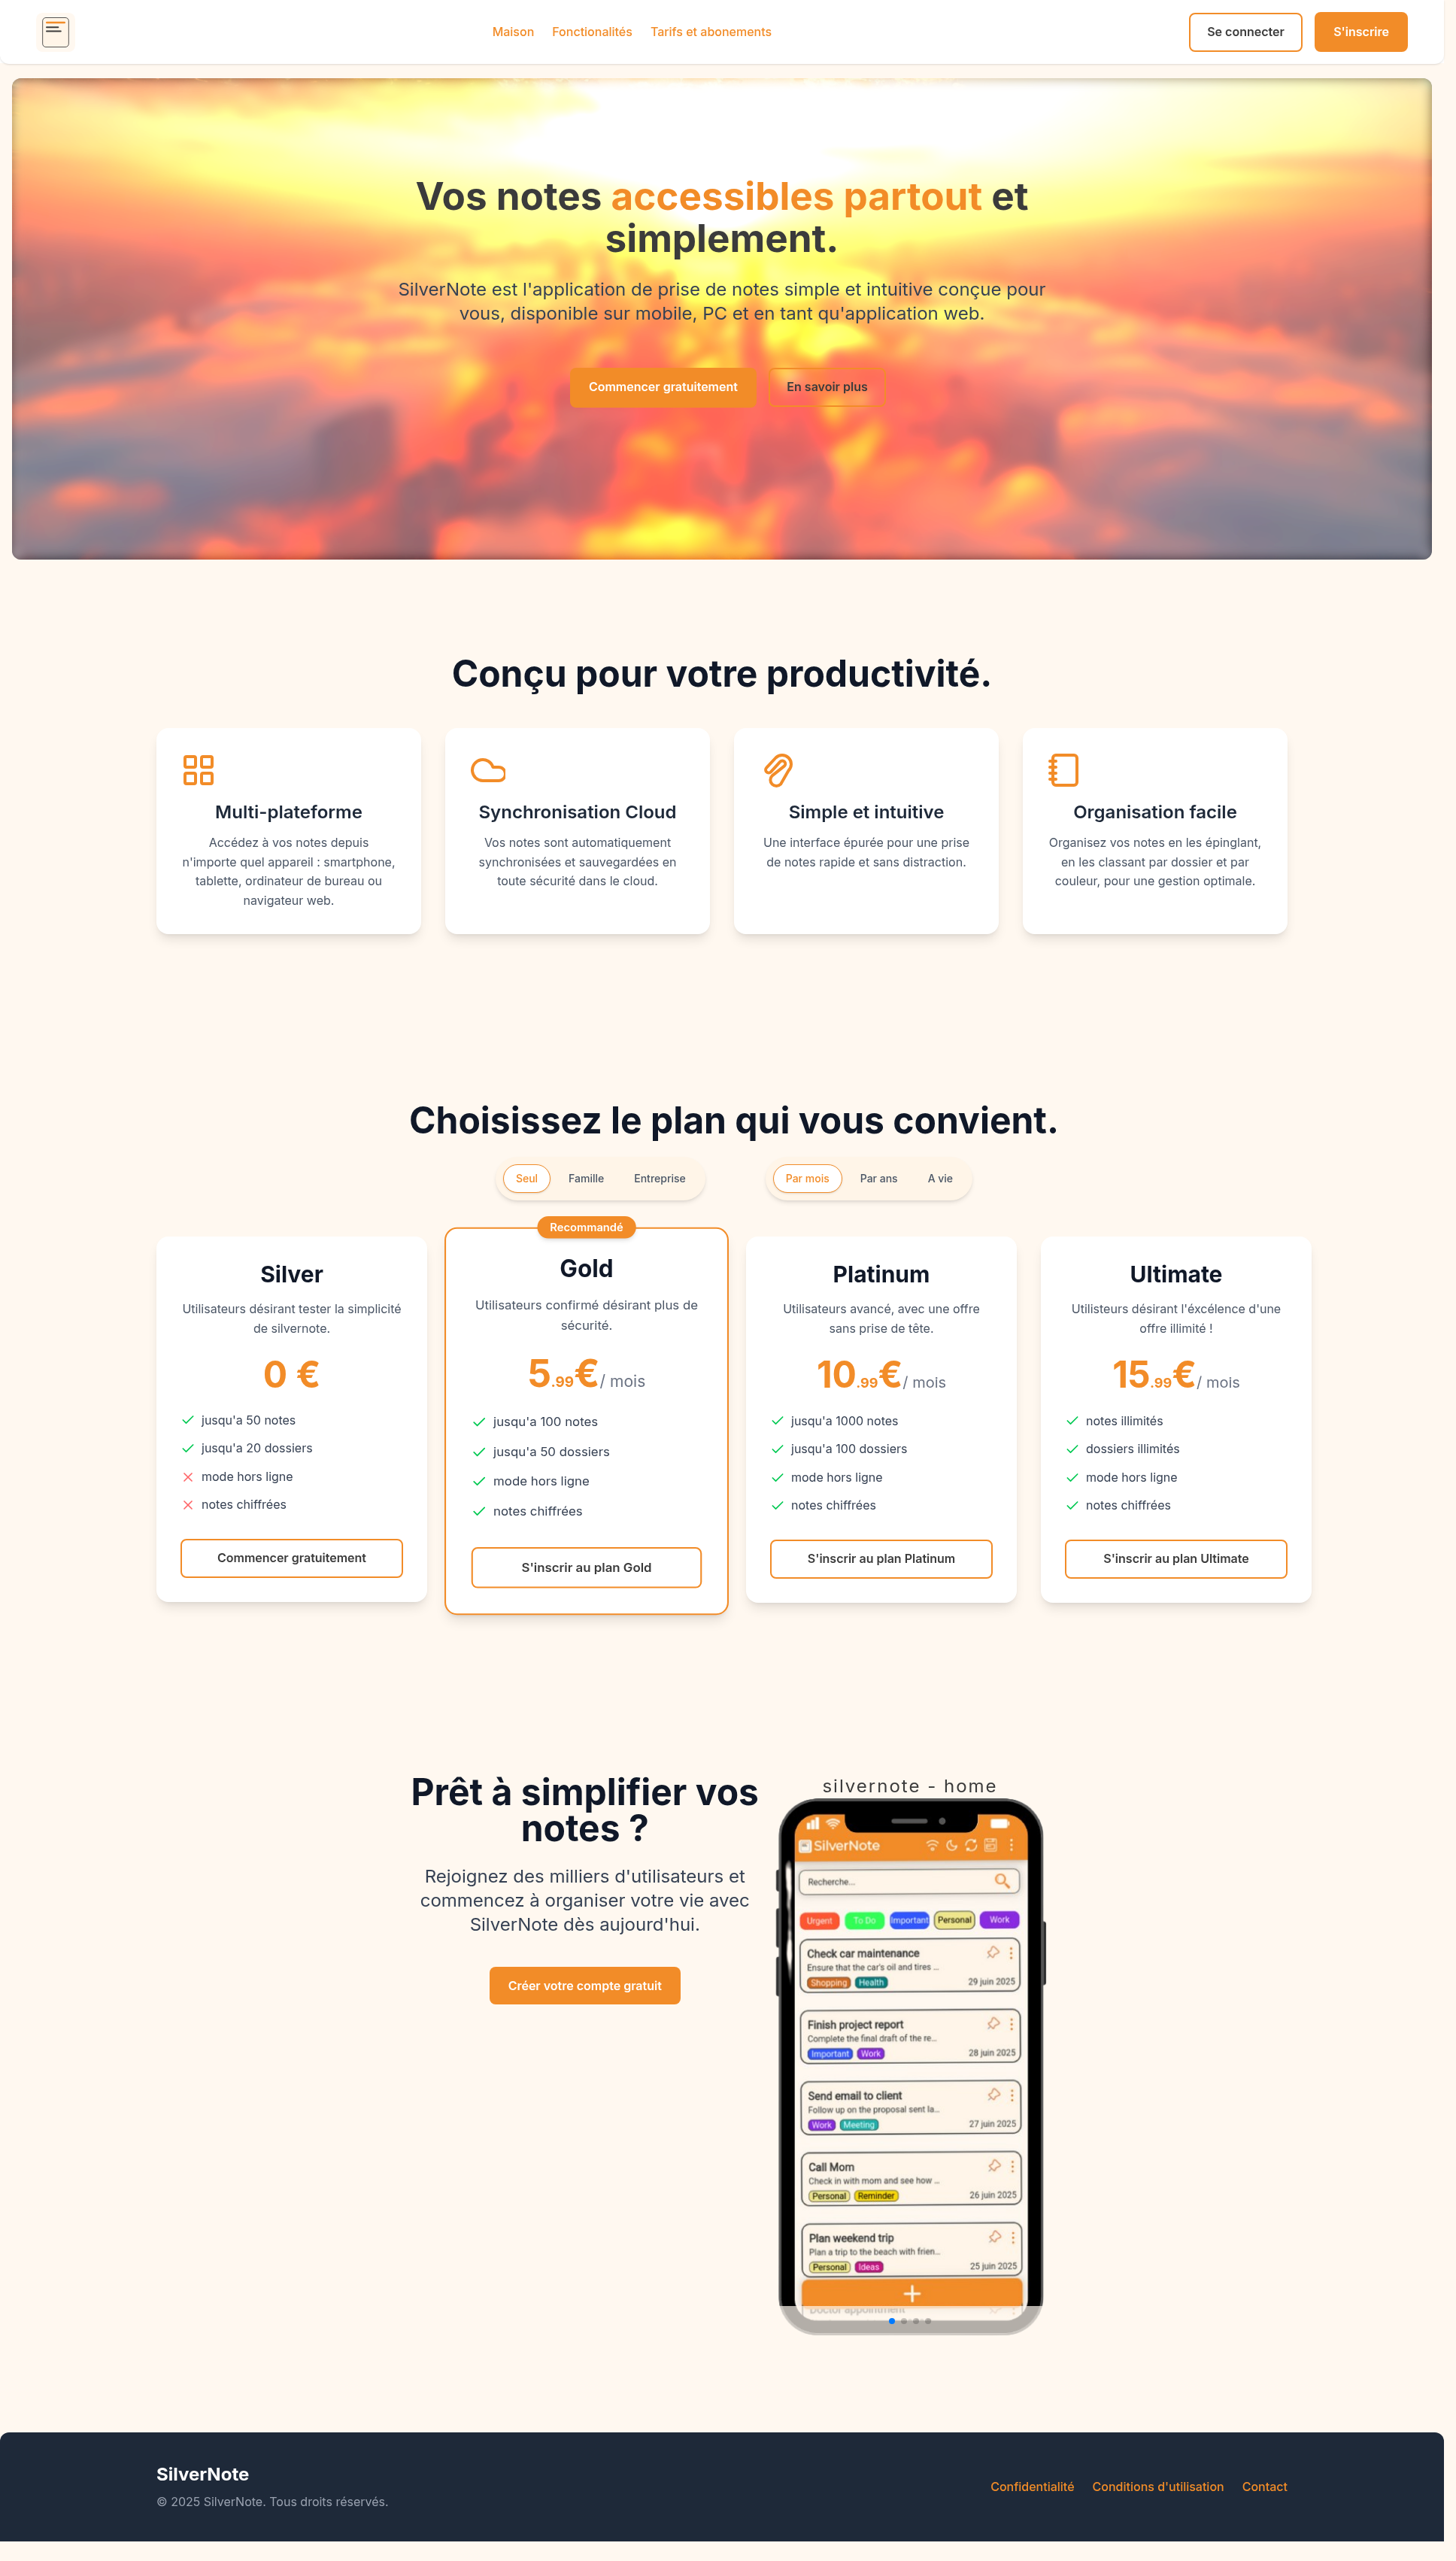 Maison Fonctionalités Tarifs et abonements Se connecter S'inscrire
Vos notes accessibles partout et
simplement.
SilverNote est l'application de prise de notes simple et intuitive conçue pour
vous, disponible sur mobile, PC et en tant qu'application web.
Commencer gratuitement En savoir plus
Conçu pour votre productivité.
Multi-plateforme
Accédez à vos notes depuis
n'importe quel appareil : smartphone,
tablette, ordinateur de bureau ou
navigateur web.
Synchronisation Cloud
Vos notes sont automatiquement
synchronisées et sauvegardées en
toute sécurité dans le cloud.
Simple et intuitive
Une interface épurée pour une prise
de notes rapide et sans distraction.
Organisation facile
Organisez vos notes en les épinglant,
en les classant par dossier et par
couleur, pour une gestion optimale.
Choisissez le plan qui vous convient.
Seul Famille Entreprise Par mois Par ans A vie
Silver
Utilisateurs désirant tester la simplicité
de silvernote.
0 €
jusqu'a 50 notes
jusqu'a 20 dossiers
mode hors ligne
notes chiffrées
Commencer gratuitement
Recommandé
Gold
Utilisateurs confirmé désirant plus de
sécurité.
5.99€/ mois
jusqu'a 100 notes
jusqu'a 50 dossiers
mode hors ligne
notes chiffrées
S'inscrir au plan Gold
Platinum
Utilisateurs avancé, avec une offre
sans prise de tête.
10.99€/ mois
jusqu'a 1000 notes
jusqu'a 100 dossiers
mode hors ligne
notes chiffrées
S'inscrir au plan Platinum
Ultimate
Utilisteurs désirant l'éxcélence d'une
offre illimité !
15.99€/ mois
notes illimités
dossiers illimités
mode hors ligne
notes chiffrées
S'inscrir au plan Ultimate
Prêt à simplifier vos
notes ?
Rejoignez des milliers d'utilisateurs et
commencez à organiser votre vie avec
SilverNote dès aujourd'hui.
Créer votre compte gratuit
silvernote - home
SilverNote
Recherche...
Urgent To Do Important Personal Work
Check car maintenance
Ensure that the car's oil and tires ...
Shopping Health 29 juin 2025
Finish project report
Complete the final draft of the re...
Important Work 28 juin 2025
Send email to client
Follow up on the proposal sent la...
Work Meeting 27 juin 2025
Call Mom
Check in with mom and see how ...
Personal Reminder 26 juin 2025
Plan weekend trip
Plan a trip to the beach with frien...
Personal Ideas 25 juin 2025
Doctor appointment
SilverNote
© 2025 SilverNote. Tous droits réservés.
Confidentialité Conditions d'utilisation Contact